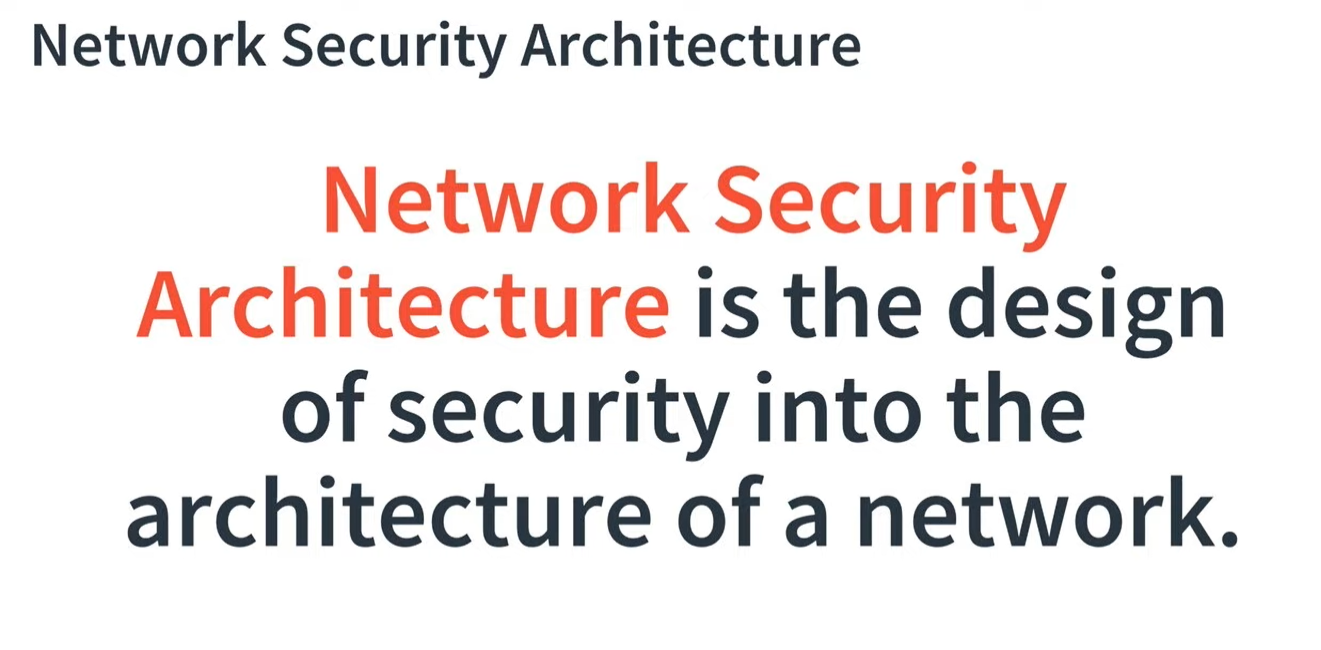 Network Security Architecture
Network Security
Architecture is the design
of security into the
architecture of a network.